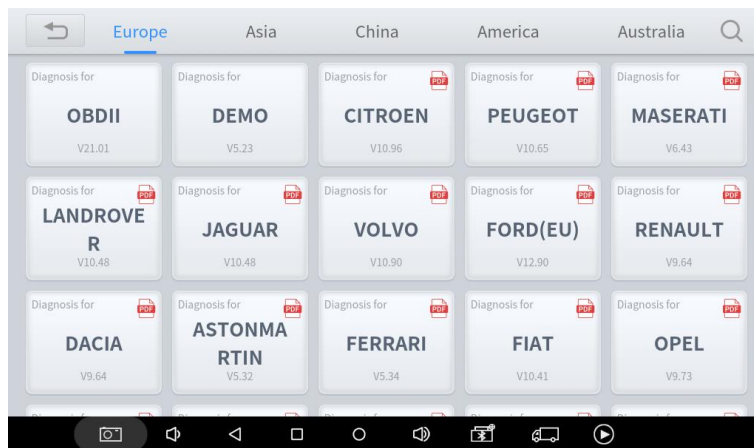 Europe
Asia
China
America
Australia
Diagnosis for
OBDII
V21.01
Diagnosis for
DEMO
V5.23
Diagnosis for
PDF
CITROEN
V10.96
Diagnosis for
PDF
PEUGEOT
V10.65
Diagnosis for
PDF
MASERATI
V6.43
Diagnosis for
PDF
LANDROVE
R
V10.48
Diagnosis for
PDF
JAGUAR
V10.48
Diagnosis for
PDF
VOLVO
V10.90
Diagnosis for
PDF
FORD(EU)
V12.90
Diagnosis for
PDF
RENAULT
V9.64
Diagnosis for
PDF
DACIA
V9.64
Diagnosis for
PDF
ASTONMA
RTIN
V5.32
Diagnosis for
PDF
FERRARI
V5.34
Diagnosis for
PDF
FIAT
V10.41
Diagnosis for
PDF
OPEL
V9.73